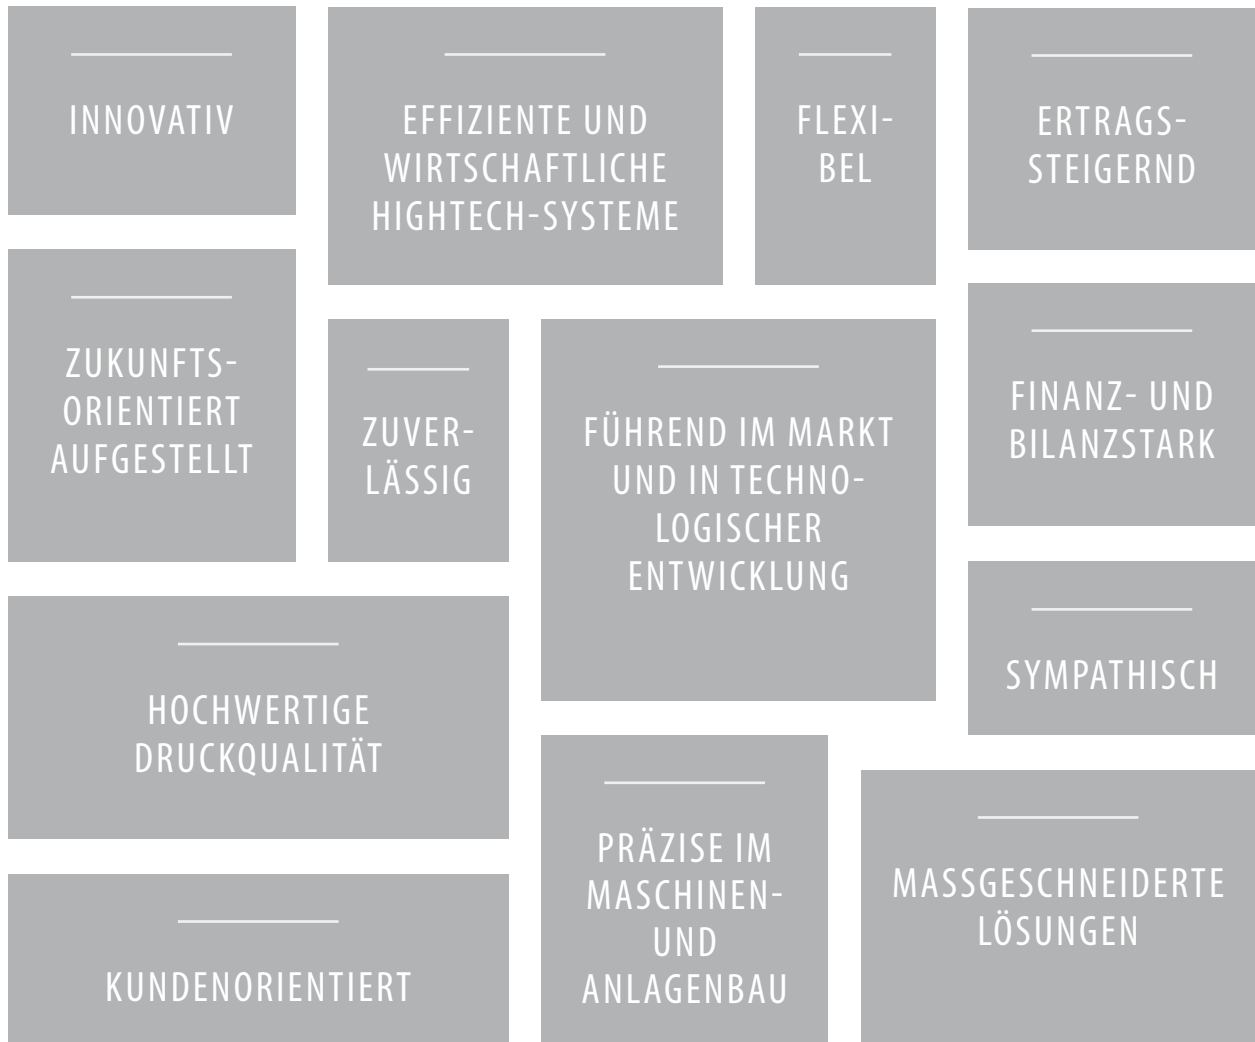 INNOVATIV
EFFIZIENTE UND
WIRTSCHAFTLICHE
HIGHTECH-SYSTEME
FLEXI-
BEL
ERTRAGS-
STEIGERND
ZUKUNFTS-
ORIENTIERT
AUFGESTELLT
ZUVER-
LÄSSIG
FÜHREND IM MARKT
UND IN TECHNO-
LOGISCHER
ENTWICKLUNG
FINANZ- UND
BILANZSTARK
HOCHWERTIGE
DRUCKQUALITÄT
SYMPATHISCH
KUNDENORIENTIERT
PRÄZISE IM
MASCHINEN-
UND
ANLAGENBAU
MASSGESCHNEIDERTE
LÖSUNGEN